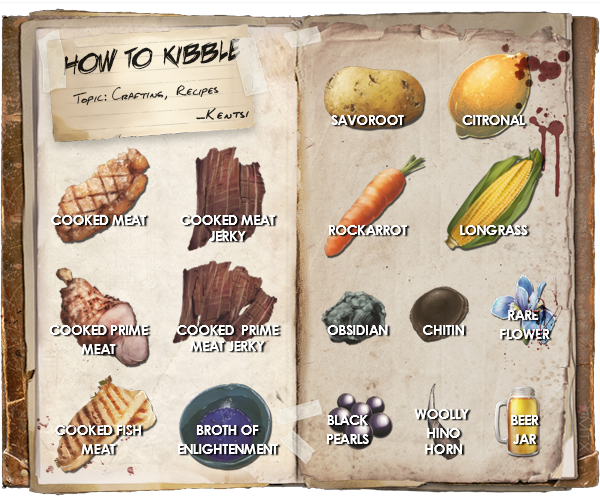 HOW TO KIBBLE
TOPIC: CRAFTING, RECIPES
—KENTSI
COOKED MEAT
COOKED MEAT
JERKY
COOKED PRIME
MEAT
COOKED PRIME
MEAT JERKY
COOKED FISH
MEAT
BROTH OF
ENLIGHTENMENT
SAVOROOT
CITRONAL
ROCKARROT
LONGRASS
OBSIDIAN
CHITIN
RARE
FLOWER
BLACK
PEARLS
WOOLLY
HINO
HORN
BEER
JAR